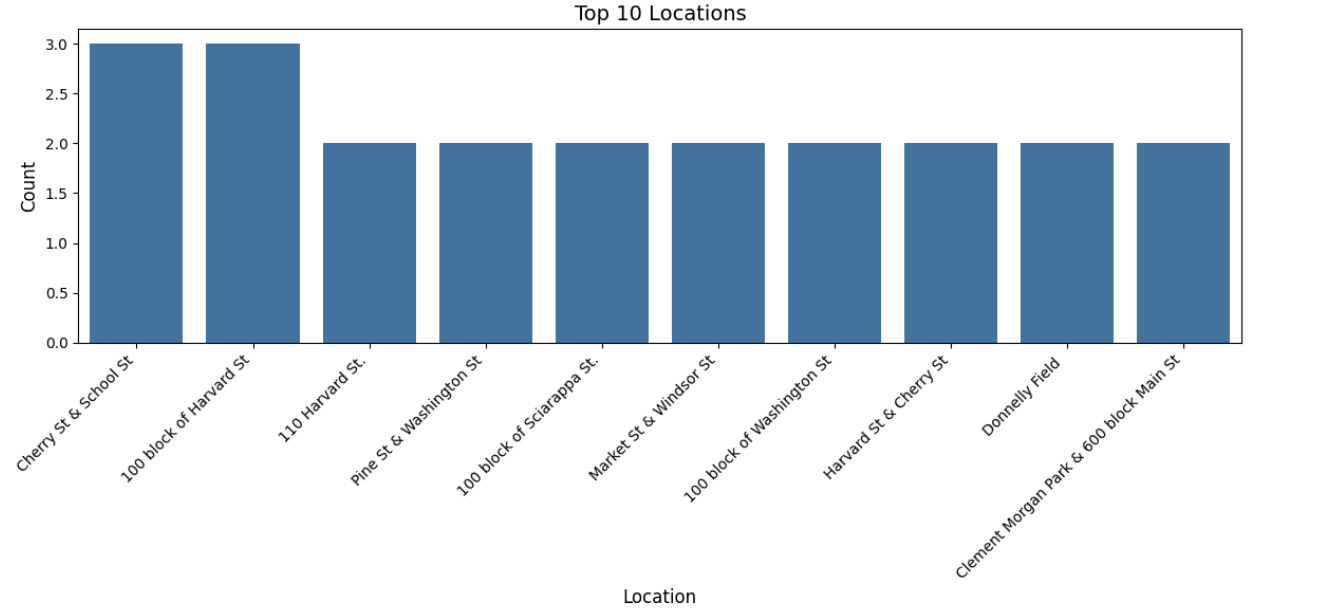 Top 10 Locations
Count
3.0
2.5
2.0
1.5
1.0
0.5
0.0
Cherry St & School St
100 block of Harvard St
110 Harvard St.
Pine St & Washington St
100 block of Sciarappa St.
Market St & Windsor St
100 block of Washington St
Harvard St & Cherry St
Donnelly Field
Clement Morgan Park & 600 block Main St
Location